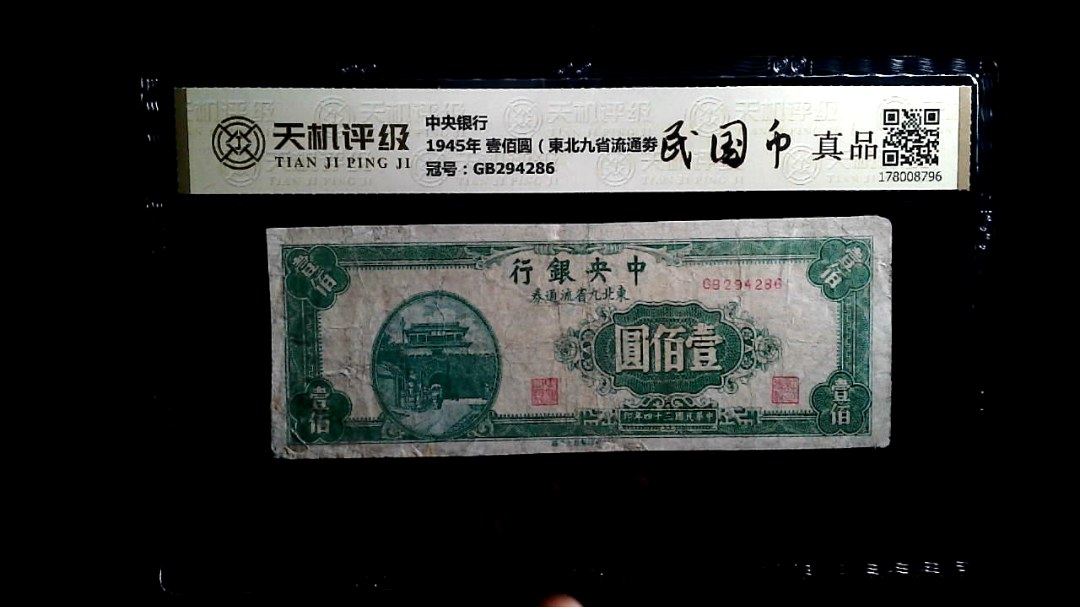 天机评级
TIAN JI PING JI
中央银行
1945年 壹佰圆（東北九省流通券
冠号：GB294286
民国币
真品
178008796
壹佰
壹佰
行銀央中
券通流省九北東
GB294286
圓佰壹
壹佰
壹佰
印年四十三國民華中